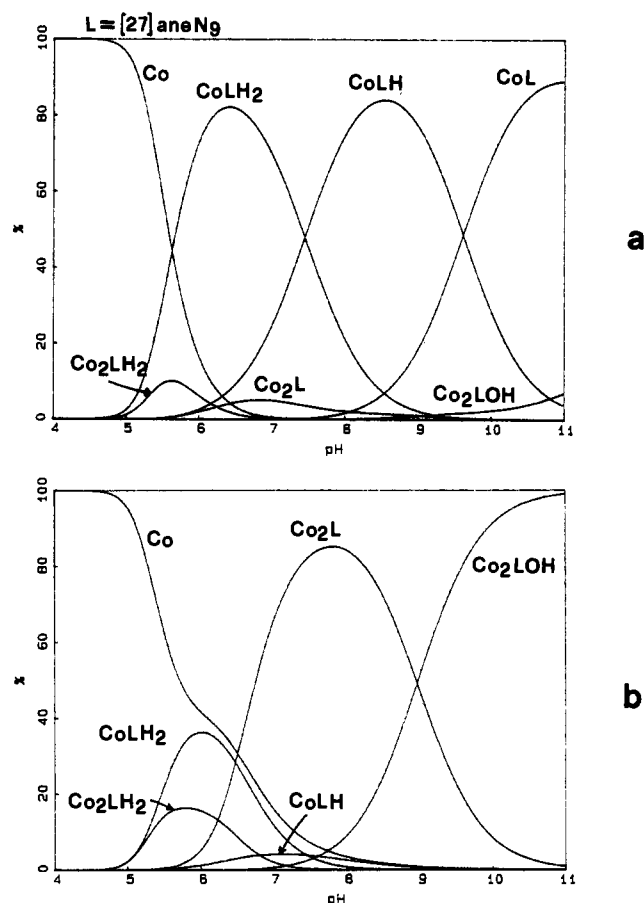 L = [27]aneN9
100
80
60
40
20
0
%
Co
CoLH2
CoLH
CoL
Co2LH2
Co2L
Co2LOH
4 5 6 7 8 9 10 11
pH
a
100
80
60
40
20
0
%
Co
Co2L
Co2LOH
CoLH2
Co2LH2
CoLH
4 5 6 7 8 9 10 11
pH
b